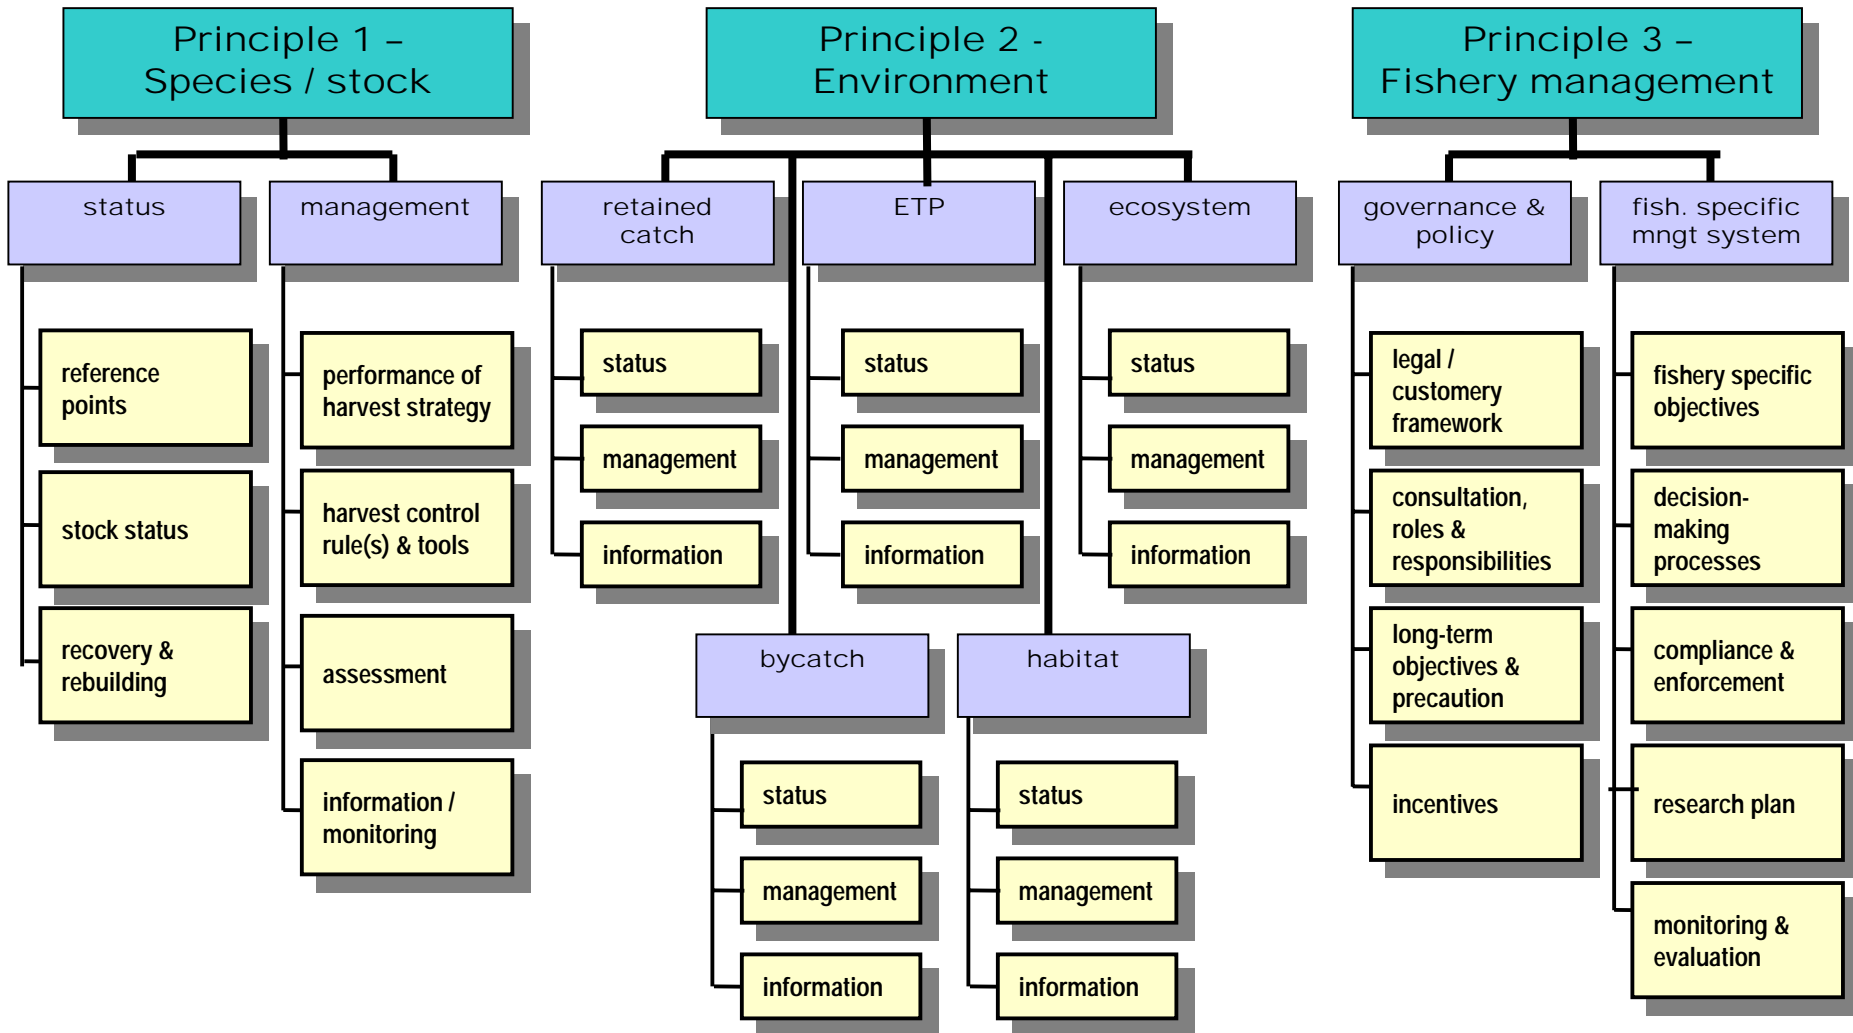 Principle 1 –
Species / stock
status
reference
points
stock status
recovery &
rebuilding
management
performance of
harvest strategy
harvest control
rule(s) & tools
assessment
information /
monitoring
Principle 2 -
Environment
retained
catch
status
management
information
ETP
status
management
information
ecosystem
status
management
information
bycatch
status
management
information
habitat
status
management
information
Principle 3 –
Fishery management
governance &
policy
legal /
customery
framework
consultation,
roles &
responsibilities
long-term
objectives &
precaution
incentives
fish. specific
mngt system
fishery specific
objectives
decision-
making
processes
compliance &
enforcement
research plan
monitoring &
evaluation